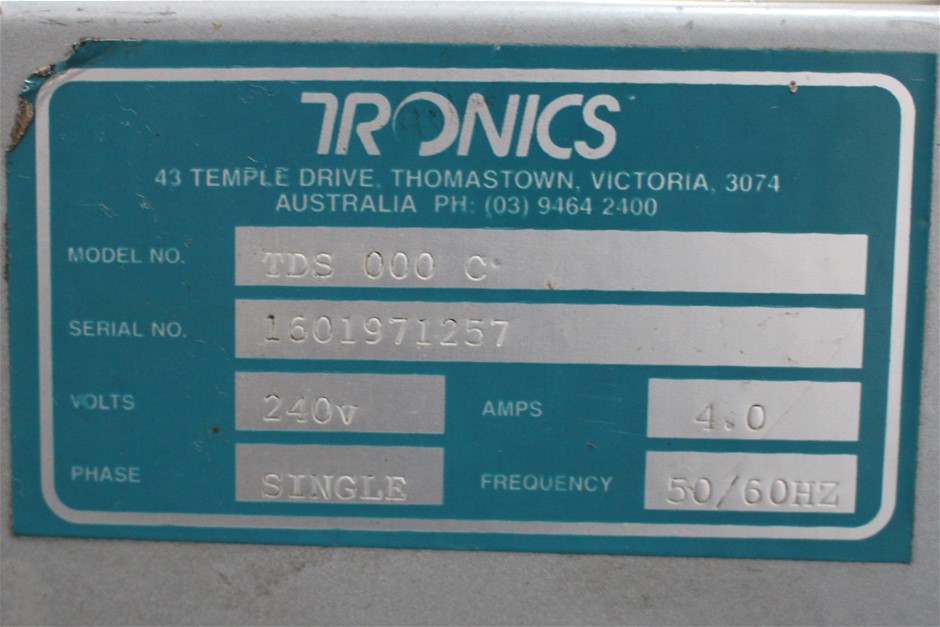 TRONICS
43 TEMPLE DRIVE, THOMASTOWN, VICTORIA, 3074
AUSTRALIA PH: (03) 9464 2400
MODEL NO. TDS 000 C
SERIAL NO. 1601971257
VOLTS 240v AMPS 4.0
PHASE SINGLE FREQUENCY 50/60HZ